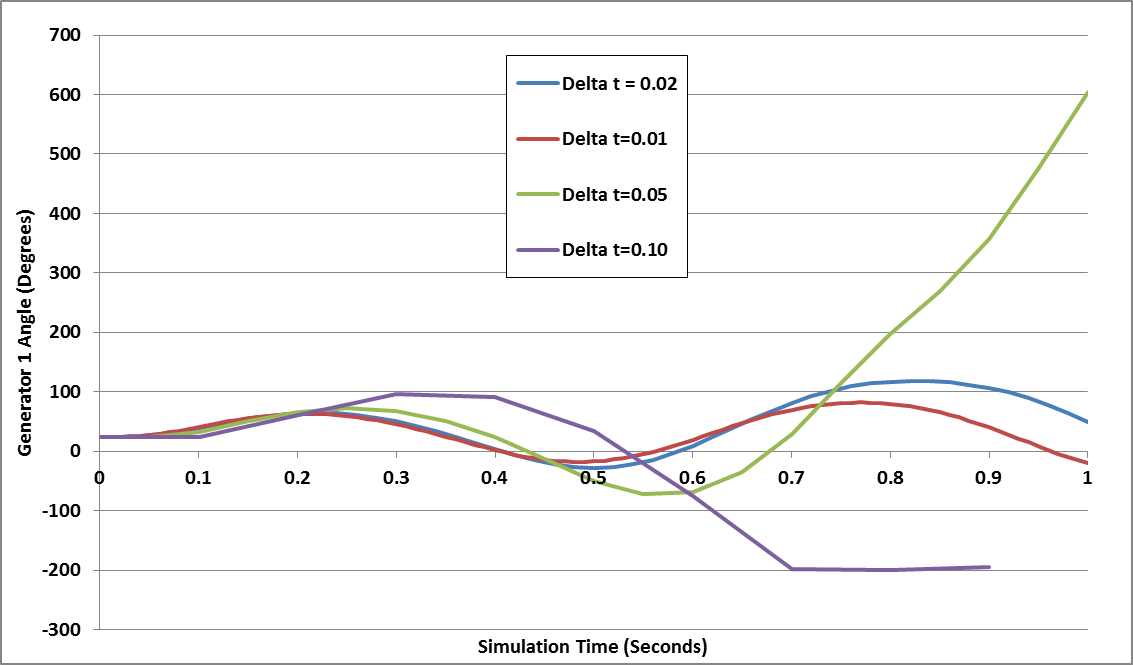 700
600
500
400
300
200
100
0
-100
-200
-300
Generator 1 Angle (Degrees)
Delta t = 0.02
Delta t=0.01
Delta t=0.05
Delta t=0.10
0 0.1 0.2 0.3 0.4 0.5 0.6 0.7 0.8 0.9 1
Simulation Time (Seconds)